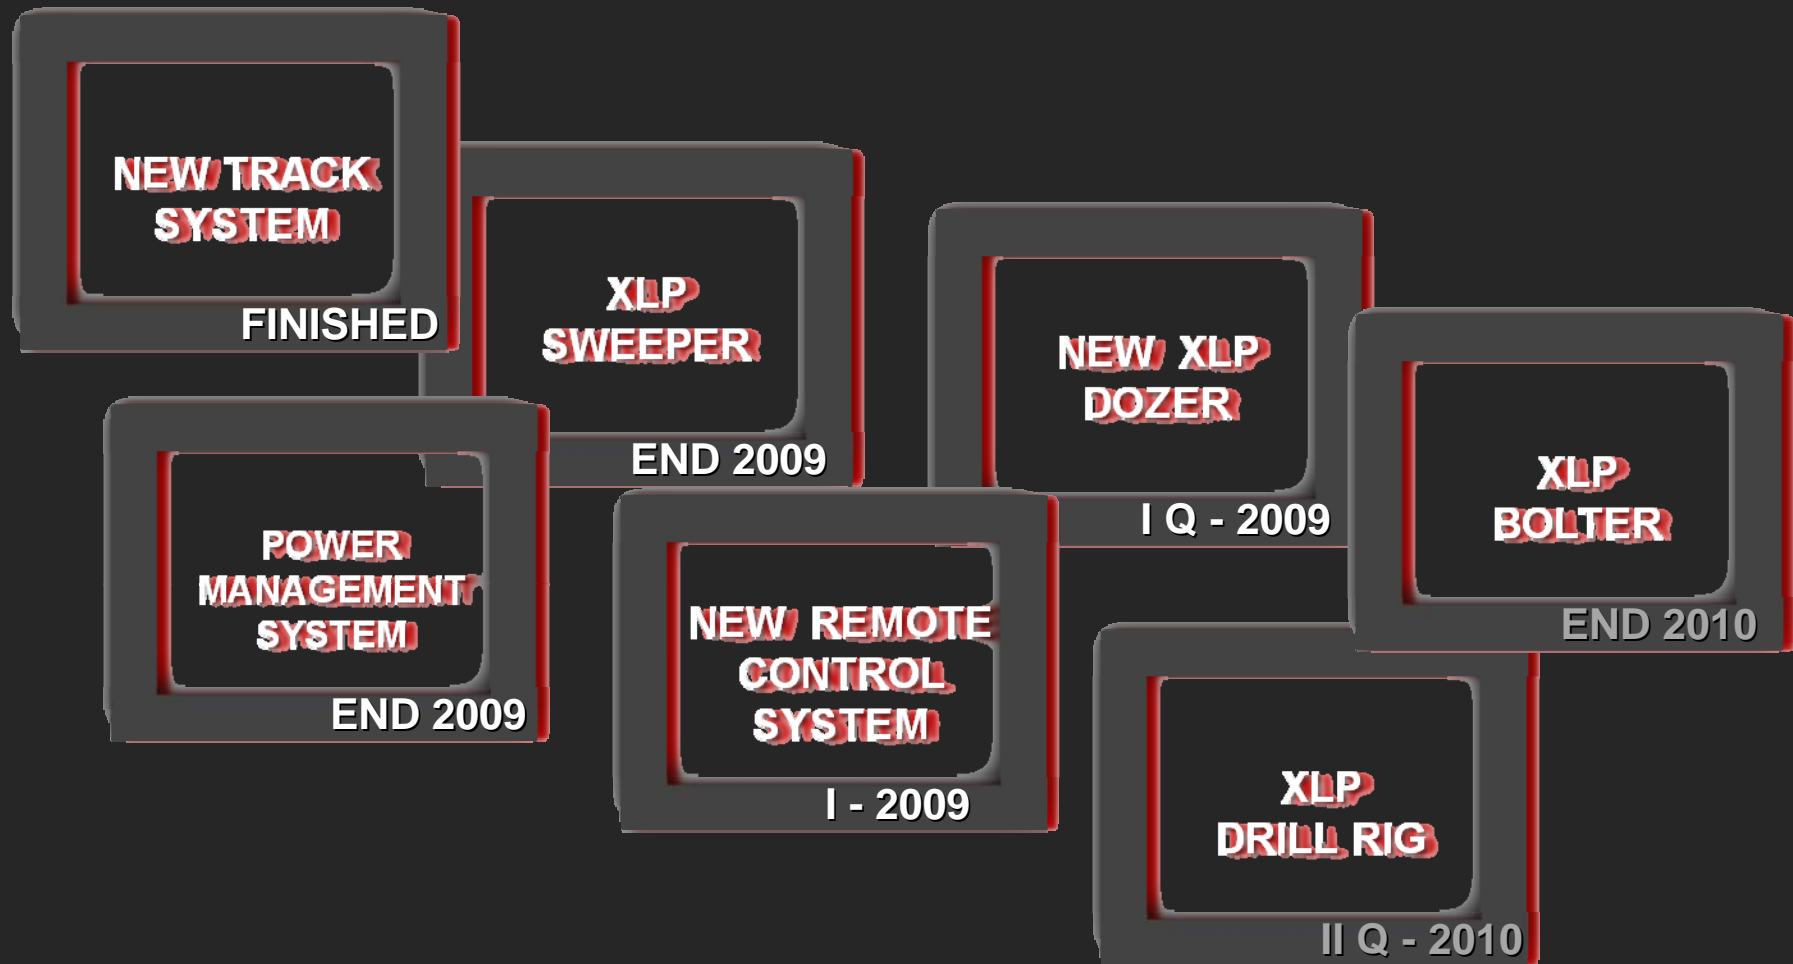 NEW TRACK
SYSTEM
FINISHED
XLP
SWEEPER
END 2009
NEW XLP
DOZER
I Q - 2009
XLP
BOLTER
END 2010
POWER
MANAGEMENT
SYSTEM
END 2009
NEW REMOTE
CONTROL
SYSTEM
I - 2009
XLP
DRILL RIG
II Q - 2010